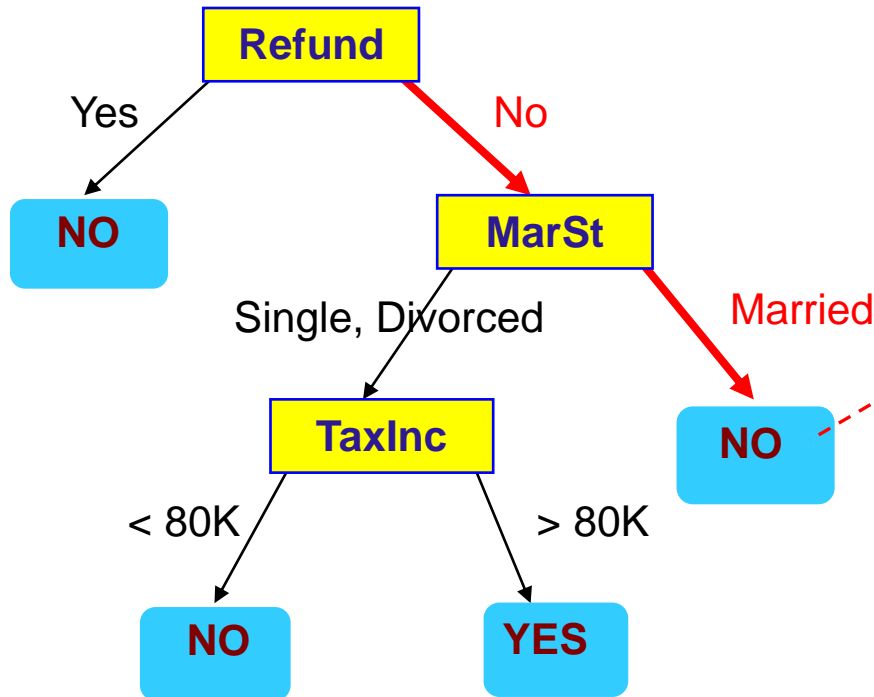 Refund
Yes
No
NO
MarSt
Single, Divorced
Married
TaxInc
NO
< 80K
> 80K
NO
YES